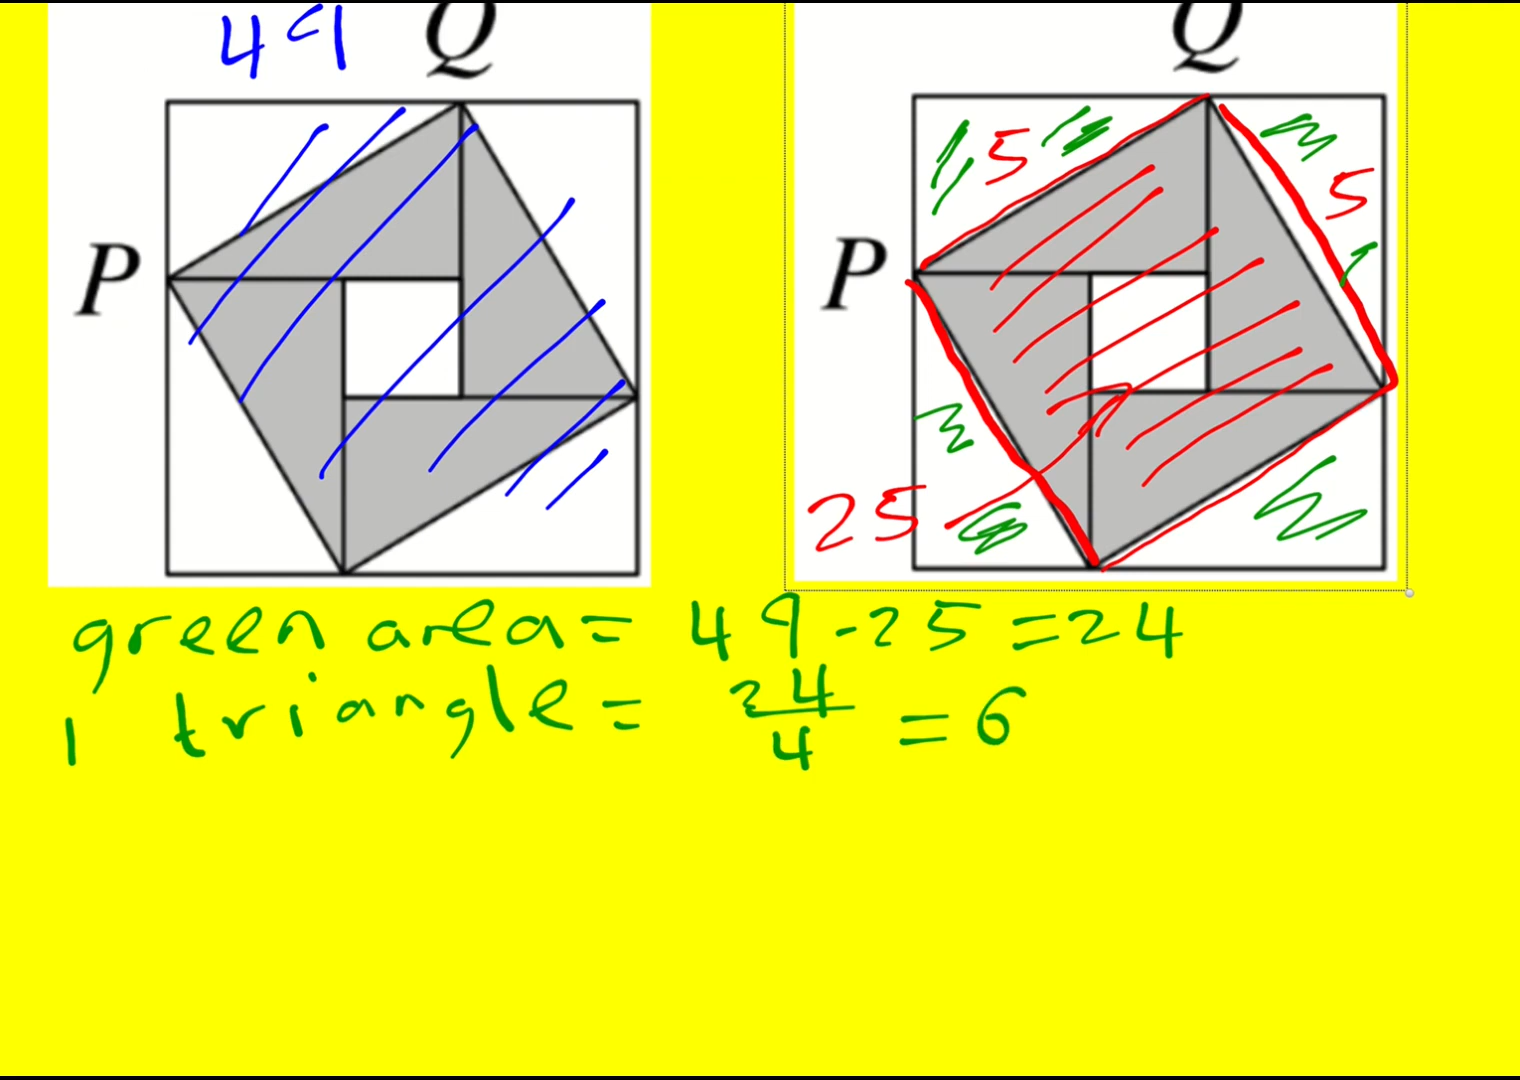 49 Q Q
5 5
P P
25
green area = 49 - 25 = 24
1 triangle = 24/4 = 6